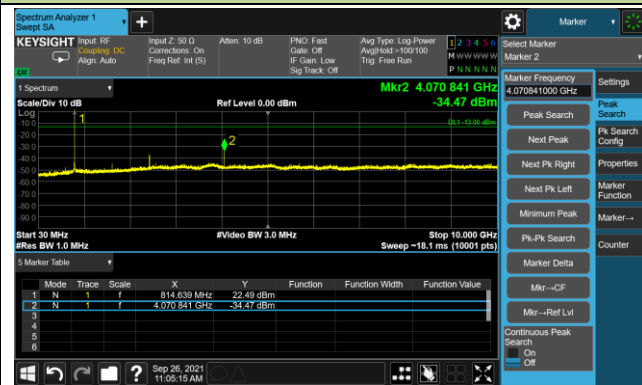 Spectrum Analyzer 1
Swept SA
+
Marker
KEYSIGHT
Input: RF
Coupling: DC
Align: Auto
Input Z: 50 Ω
Corrections: On
Freq Ref: Int (S)
Atten: 10 dB
PNO: Fast
Gate: Off
IF Gain: Low
Sig Track: Off
Avg Type: Log-Power
Avg|Hold:>100/100
Trig: Free Run
1 2 3 4 5 6
M W W W W W
P N N N N N
Select Marker
Marker 2
1 Spectrum
Scale/Div 10 dB
Ref Level 0.00 dBm
Mkr2 4.070 841 GHz
-34.47 dBm
Log
-10.0
-20.0
-30.0
-40.0
-50.0
-60.0
-70.0
-80.0
-90.0
1
2
DL1 -13.00 dBm
Start 30 MHz
#Res BW 1.0 MHz
#Video BW 3.0 MHz
Stop 10.000 GHz
Sweep ~18.1 ms (10001 pts)
5 Marker Table
Mode Trace Scale X Y Function Function Width Function Value
1 N 1 f 814.639 MHz 22.49 dBm
2 N 1 f 4.070 841 GHz -34.47 dBm
3
4
5
6
Marker Frequency
4.070841000 GHz
Peak Search
Next Peak
Next Pk Right
Next Pk Left
Minimum Peak
Pk-Pk Search
Marker Delta
Mkr→CF
Mkr→Ref Lvl
Continuous Peak
Search
On
Off
Settings
Peak
Search
Pk Search
Config
Properties
Marker
Function
Marker→
Counter
?
Sep 26, 2021
11:05:15 AM